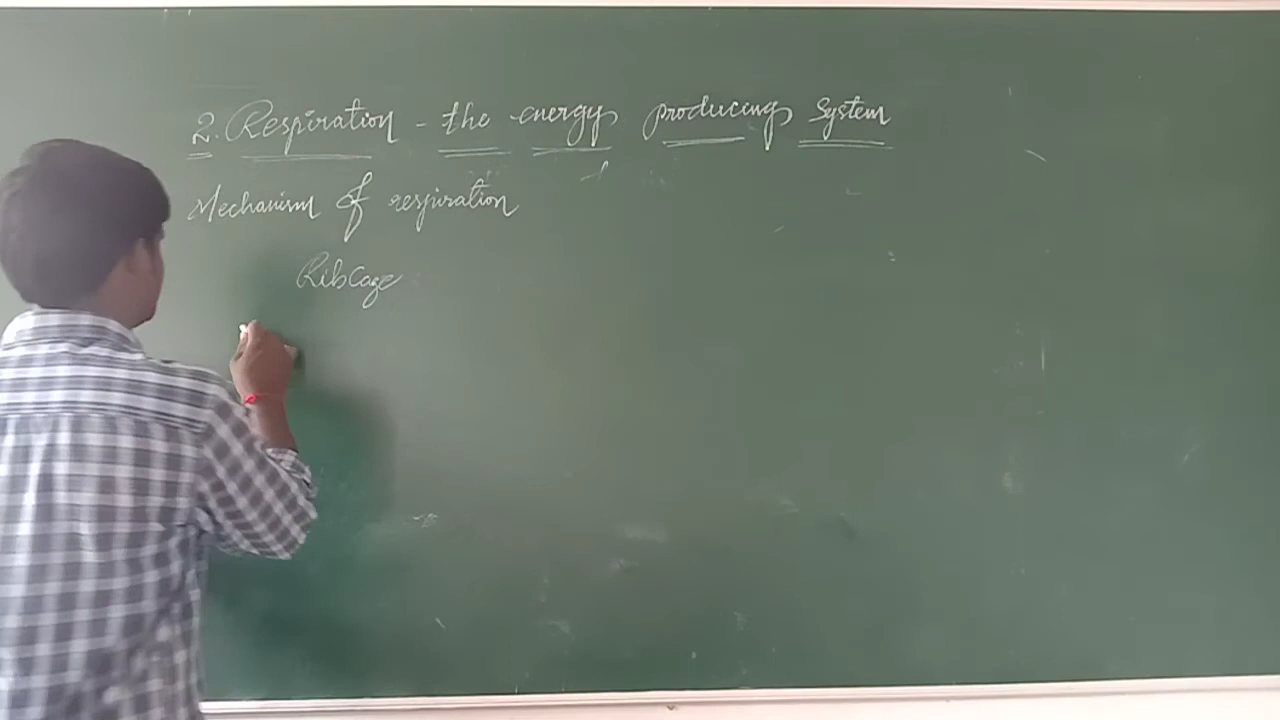 2. Respiration - the energy producing System
Mechanism of respiration
Ribcage